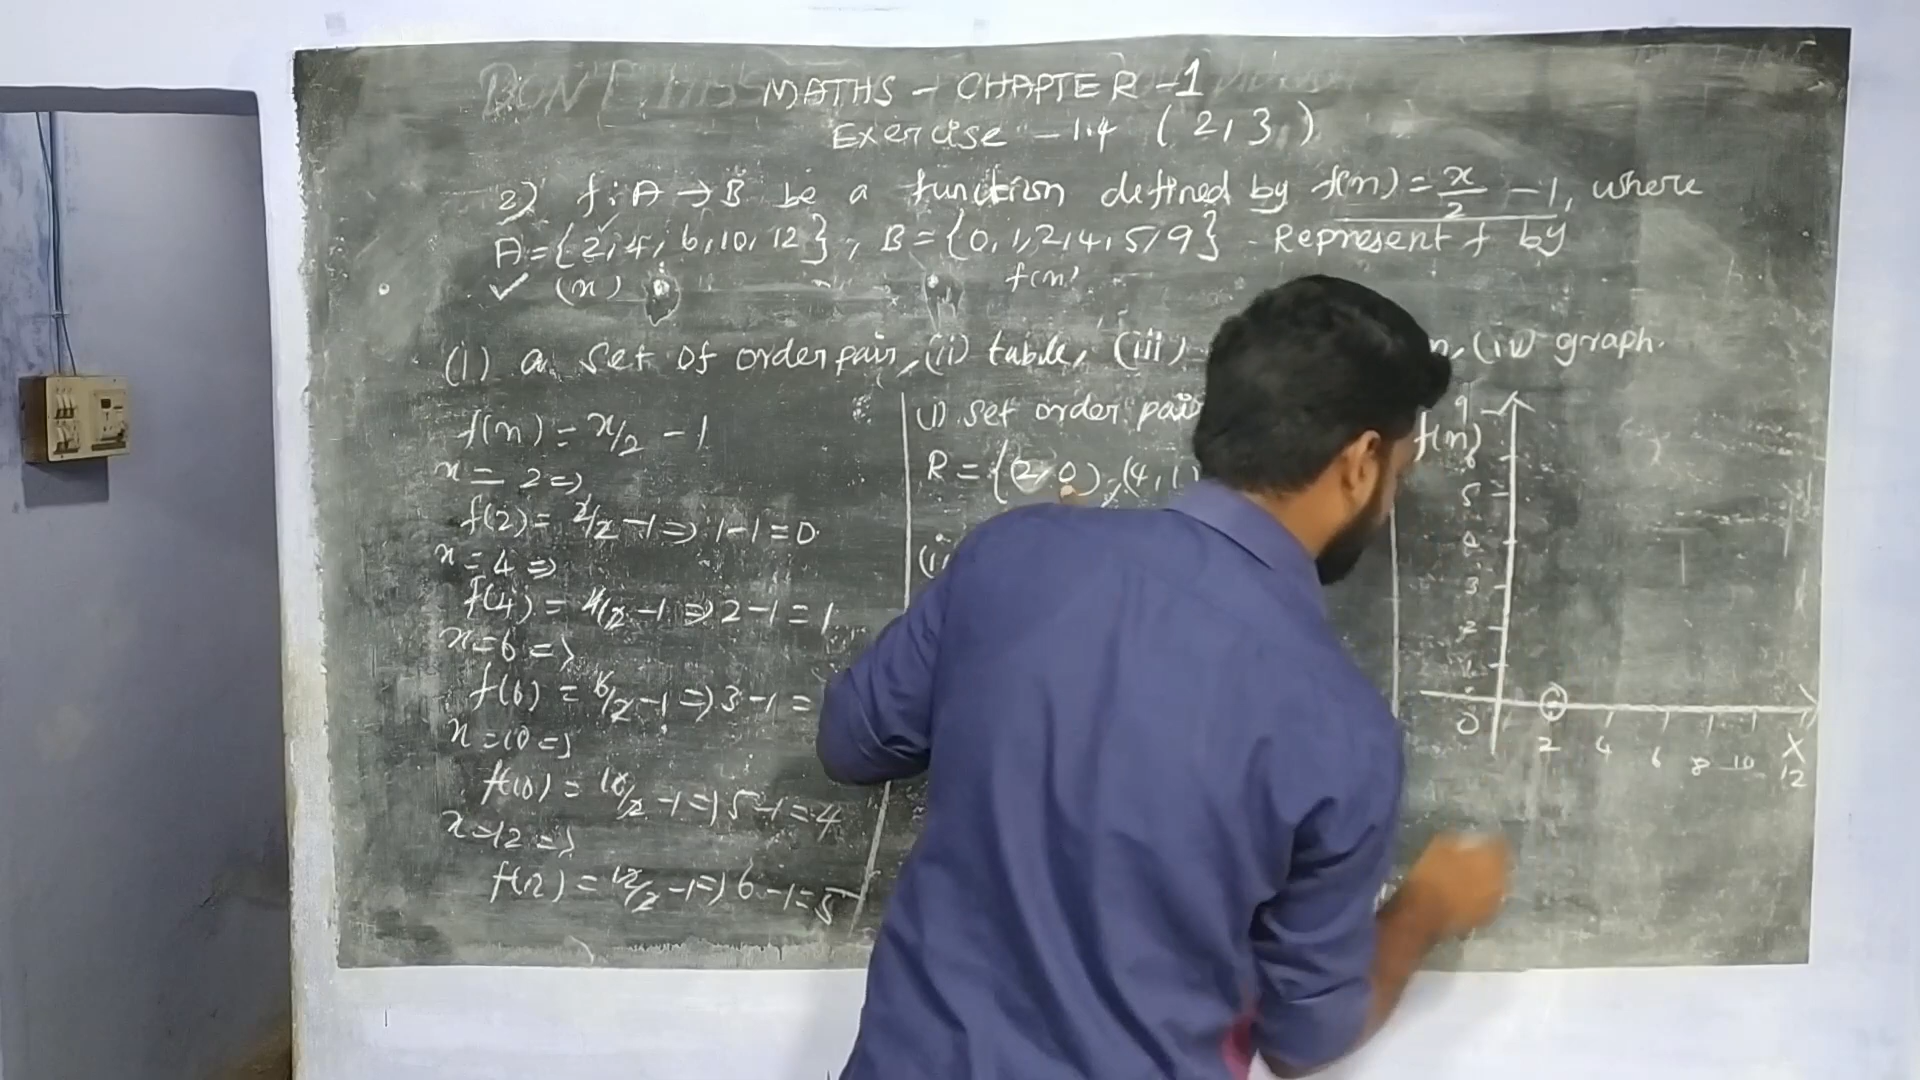 MATHS - CHAPTER -1
Exercise - 1.4 ( 2, 3 )
2) f: A → B be a function defined by f(x) = x/2 - 1, where
A = {2, 4, 6, 10, 12}, B = {0, 1, 2, 4, 5, 9} Represent f by
(x) f(x)
(i) a set of order pair, (ii) table, (iii) (iv) graph.
f(x) = x/2 - 1
x = 2 ⇒
f(2) = 2/2 - 1 ⇒ 1 - 1 = 0
x = 4 ⇒
f(4) = 4/2 - 1 ⇒ 2 - 1 = 1
x = 6 ⇒
f(6) = 6/2 - 1 ⇒ 3 - 1 =
x = 10 ⇒
f(10) = 10/2 - 1 ⇒ 5 - 1 = 4
x = 12 ⇒
f(12) = 12/2 - 1 ⇒ 6 - 1 = 5
(i) set order pair
R = {(2, 0), (4, 1)
9
f(x)
6
5
4
3
2
1
0
2 4 6 8 10 12
X